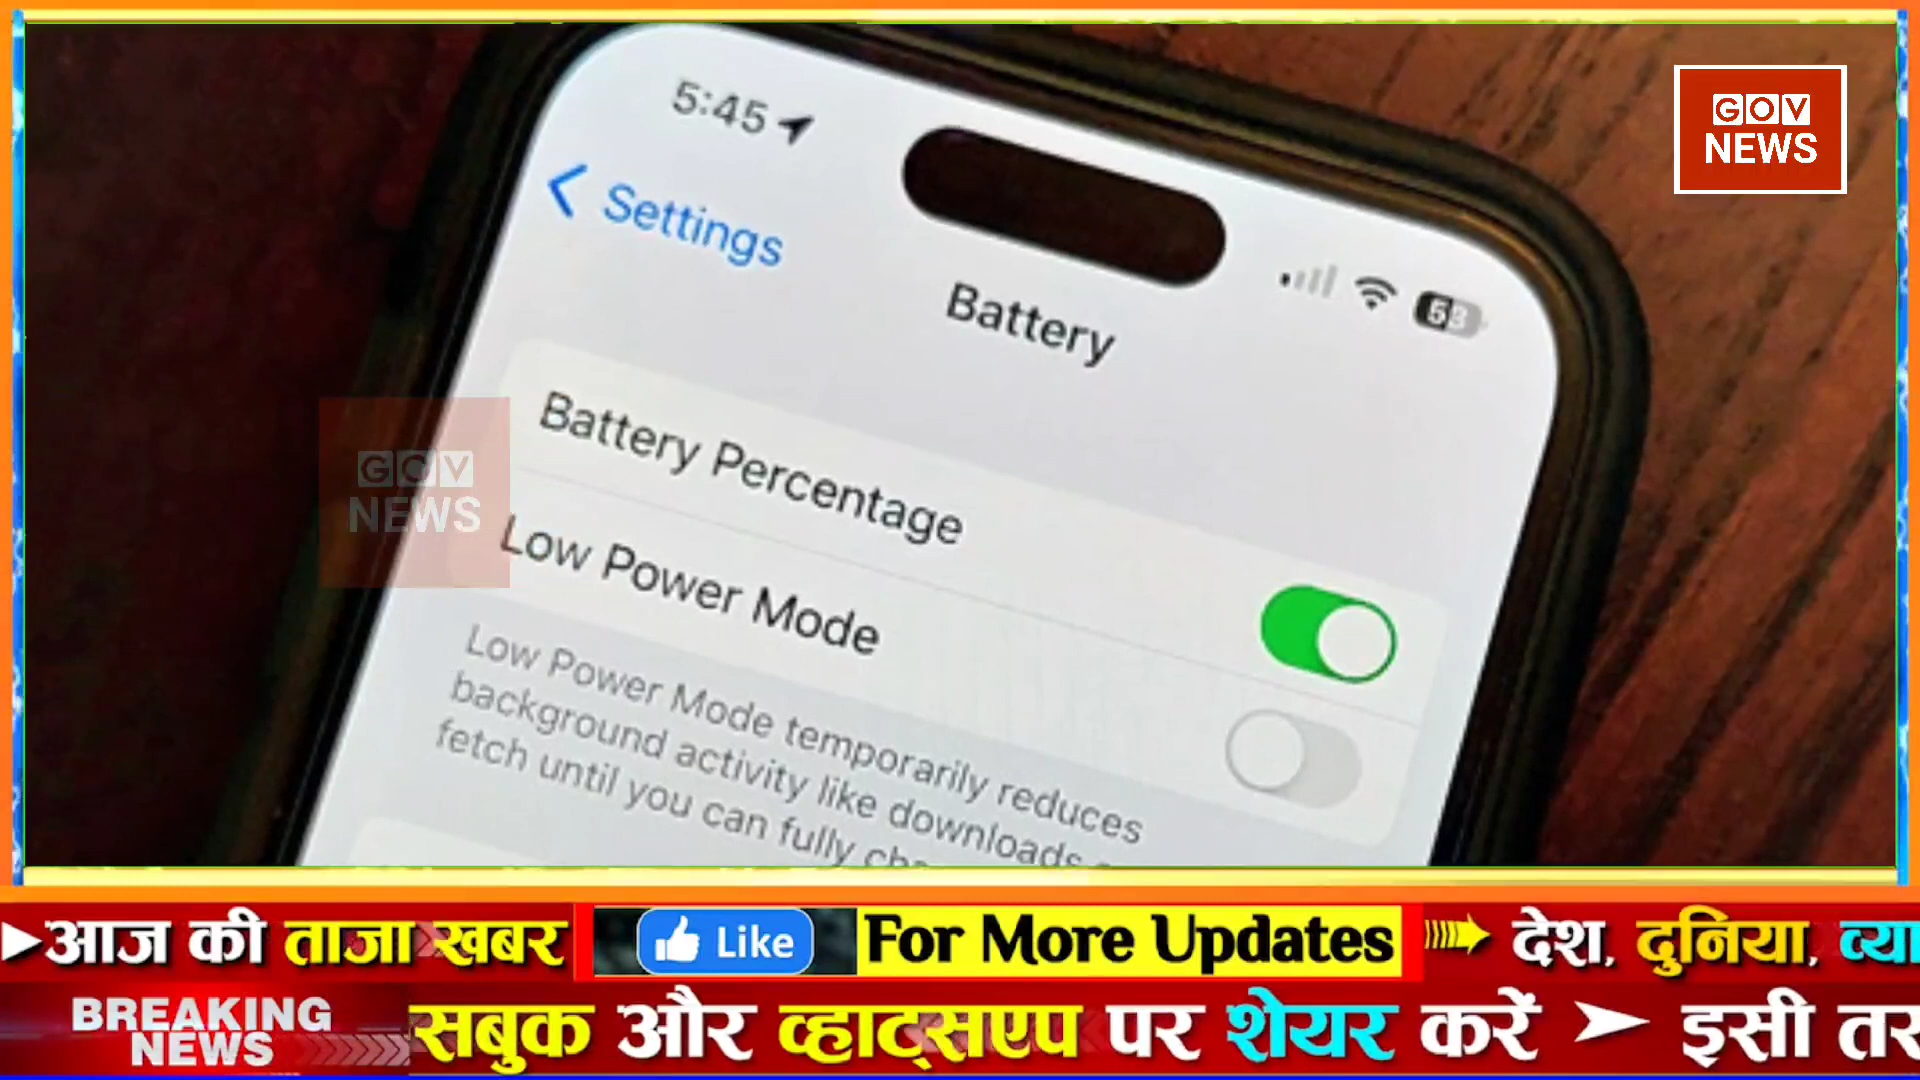 5:45
GOV
NEWS
Settings
58
Battery
Battery Percentage
GOV
NEWS
Low Power Mode
Low Power Mode temporarily reduces
background activity like downloads
fetch until you can fully
आज की ताजा खबर
Like
For More Updates
देश, दुनिया,
BREAKING
NEWS
और व्हाट्सएप पर शेयर करें
इसी